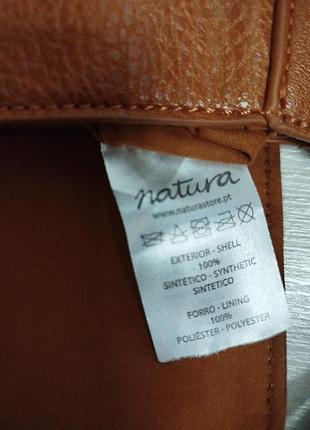 natura
www.naturastore.pt
EXTERIOR - SHELL
100%
SINTÉTICO - SYNTHETIC
SINTETICO
FORRO - LINING
100%
POLIÉSTER - POLYESTER